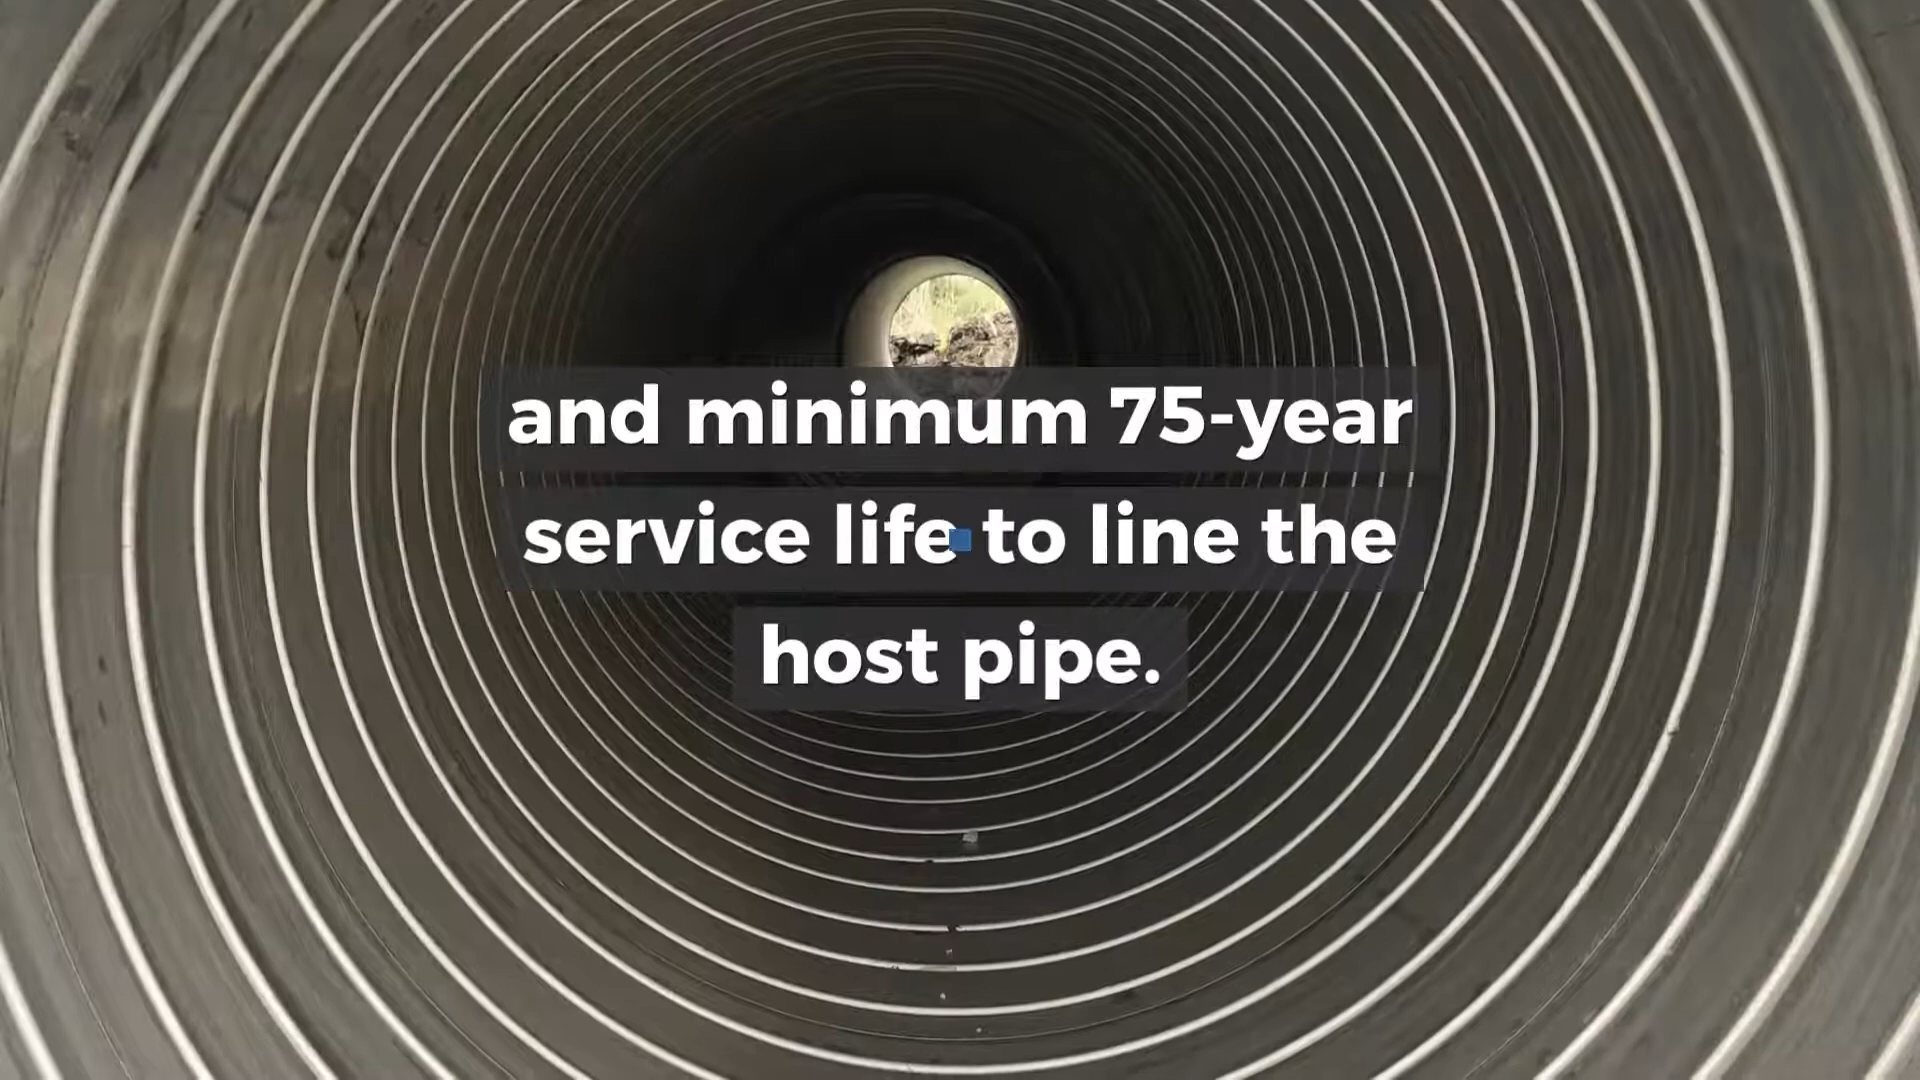 and minimum 75-year
service life to line the
host pipe.